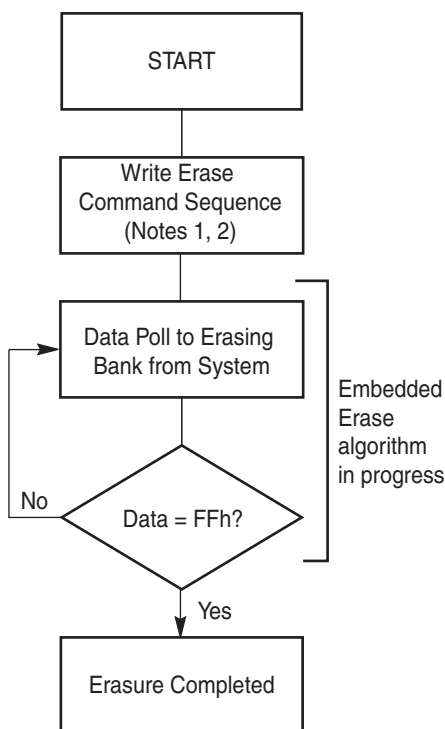 START
Write Erase
Command Sequence
(Notes 1, 2)
Data Poll to Erasing
Bank from System
Embedded
Erase
algorithm
in progress
Data = FFh?
No
Yes
Erasure Completed